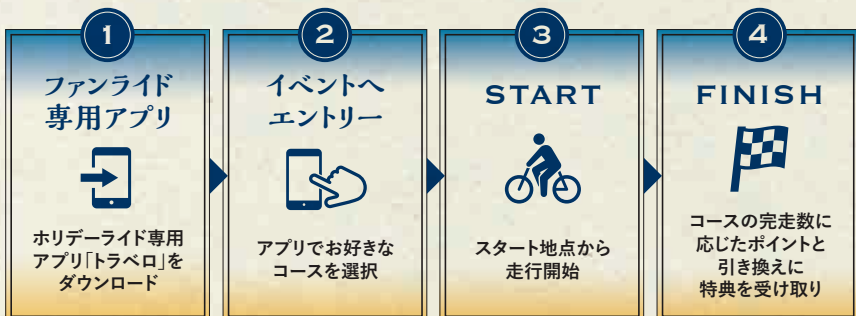 1
ファンライド
専用アプリ
ホリデーライド専用
アプリ「トラベロ」を
ダウンロード
2
イベントへ
エントリー
アプリでお好きな
コースを選択
3
START
スタート地点から
走行開始
4
FINISH
コースの完走数に
応じたポイントと
引き換えに
特典を受け取り